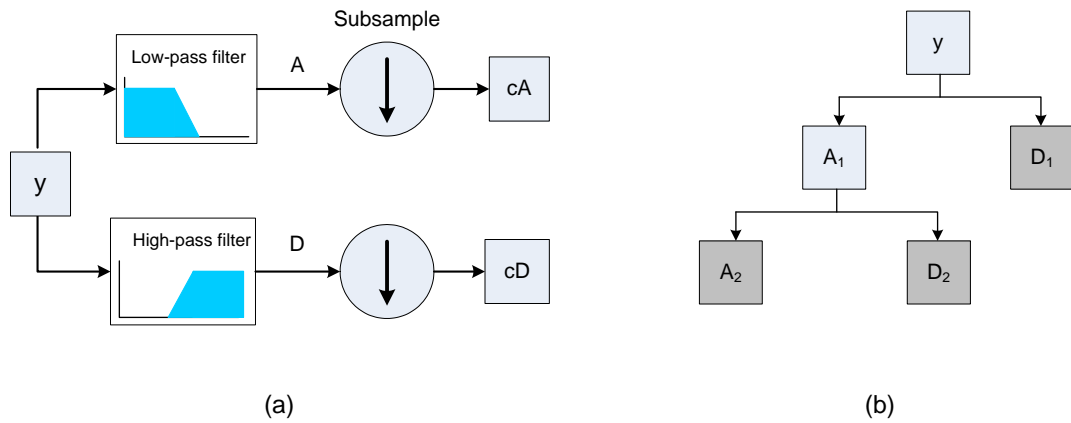 Subsample
Low-pass filter
A
cA
y
High-pass filter
D
cD
(a)
y
A₁
D₁
A₂
D₂
(b)